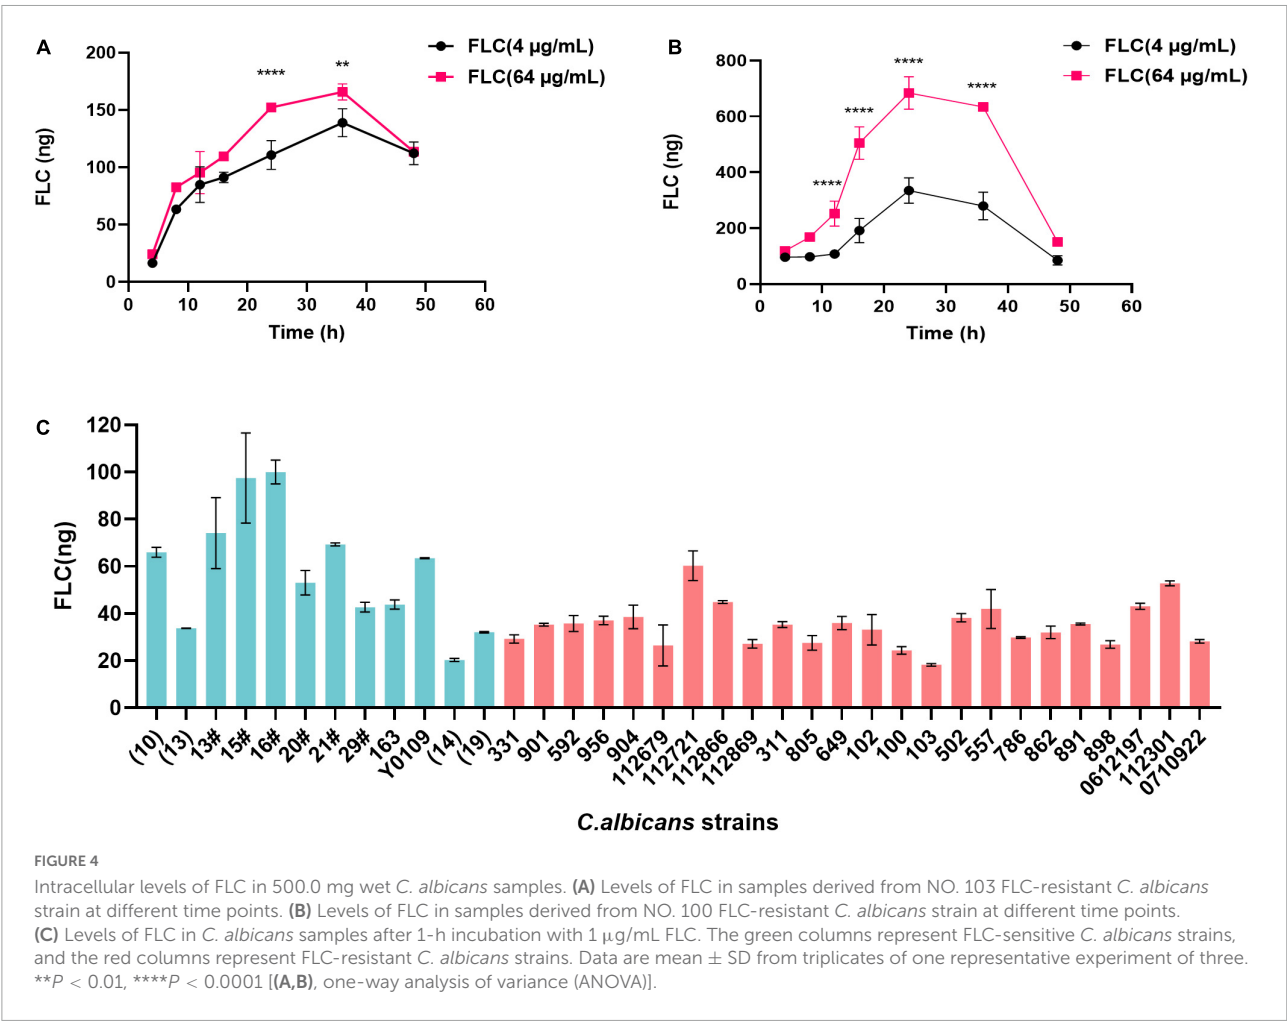 A
FLC(4 µg/mL)
FLC(64 µg/mL)
200
150
100
50
0
FLC (ng)
****
**
0 10 20 30 40 50 60
Time (h)
B
FLC(4 µg/mL)
FLC(64 µg/mL)
800
600
400
200
0
FLC (ng)
****
****
****
****
0 10 20 30 40 50 60
Time (h)
C
120
100
80
60
40
20
0
FLC(ng)
(10) (13) 13# 15# 16# 20# 21# 29# 163 Y0109 (14) (19) 331 901 592 956 904 112679 112721 112866 112869 311 805 649 102 100 103 502 557 786 862 891 898 0612197 112301 0710922
C.albicans strains
FIGURE 4
Intracellular levels of FLC in 500.0 mg wet C. albicans samples. (A) Levels of FLC in samples derived from NO. 103 FLC-resistant C. albicans
strain at different time points. (B) Levels of FLC in samples derived from NO. 100 FLC-resistant C. albicans strain at different time points.
(C) Levels of FLC in C. albicans samples after 1-h incubation with 1 µg/mL FLC. The green columns represent FLC-sensitive C. albicans strains,
and the red columns represent FLC-resistant C. albicans strains. Data are mean ± SD from triplicates of one representative experiment of three.
**P < 0.01, ****P < 0.0001 [(A,B), one-way analysis of variance (ANOVA)].